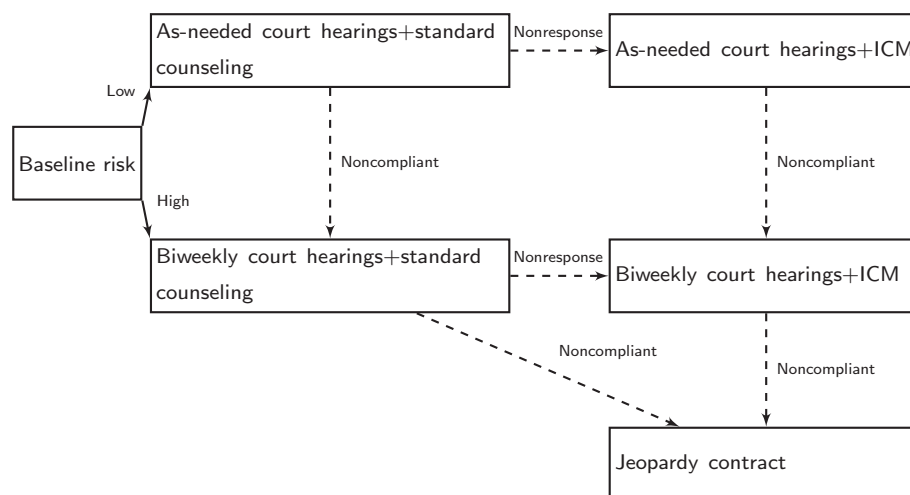 As-needed court hearings+standard
counseling
Nonresponse
As-needed court hearings+ICM
Low
Baseline risk
Noncompliant
Noncompliant
High
Biweekly court hearings+standard
counseling
Nonresponse
Biweekly court hearings+ICM
Noncompliant
Noncompliant
Jeopardy contract